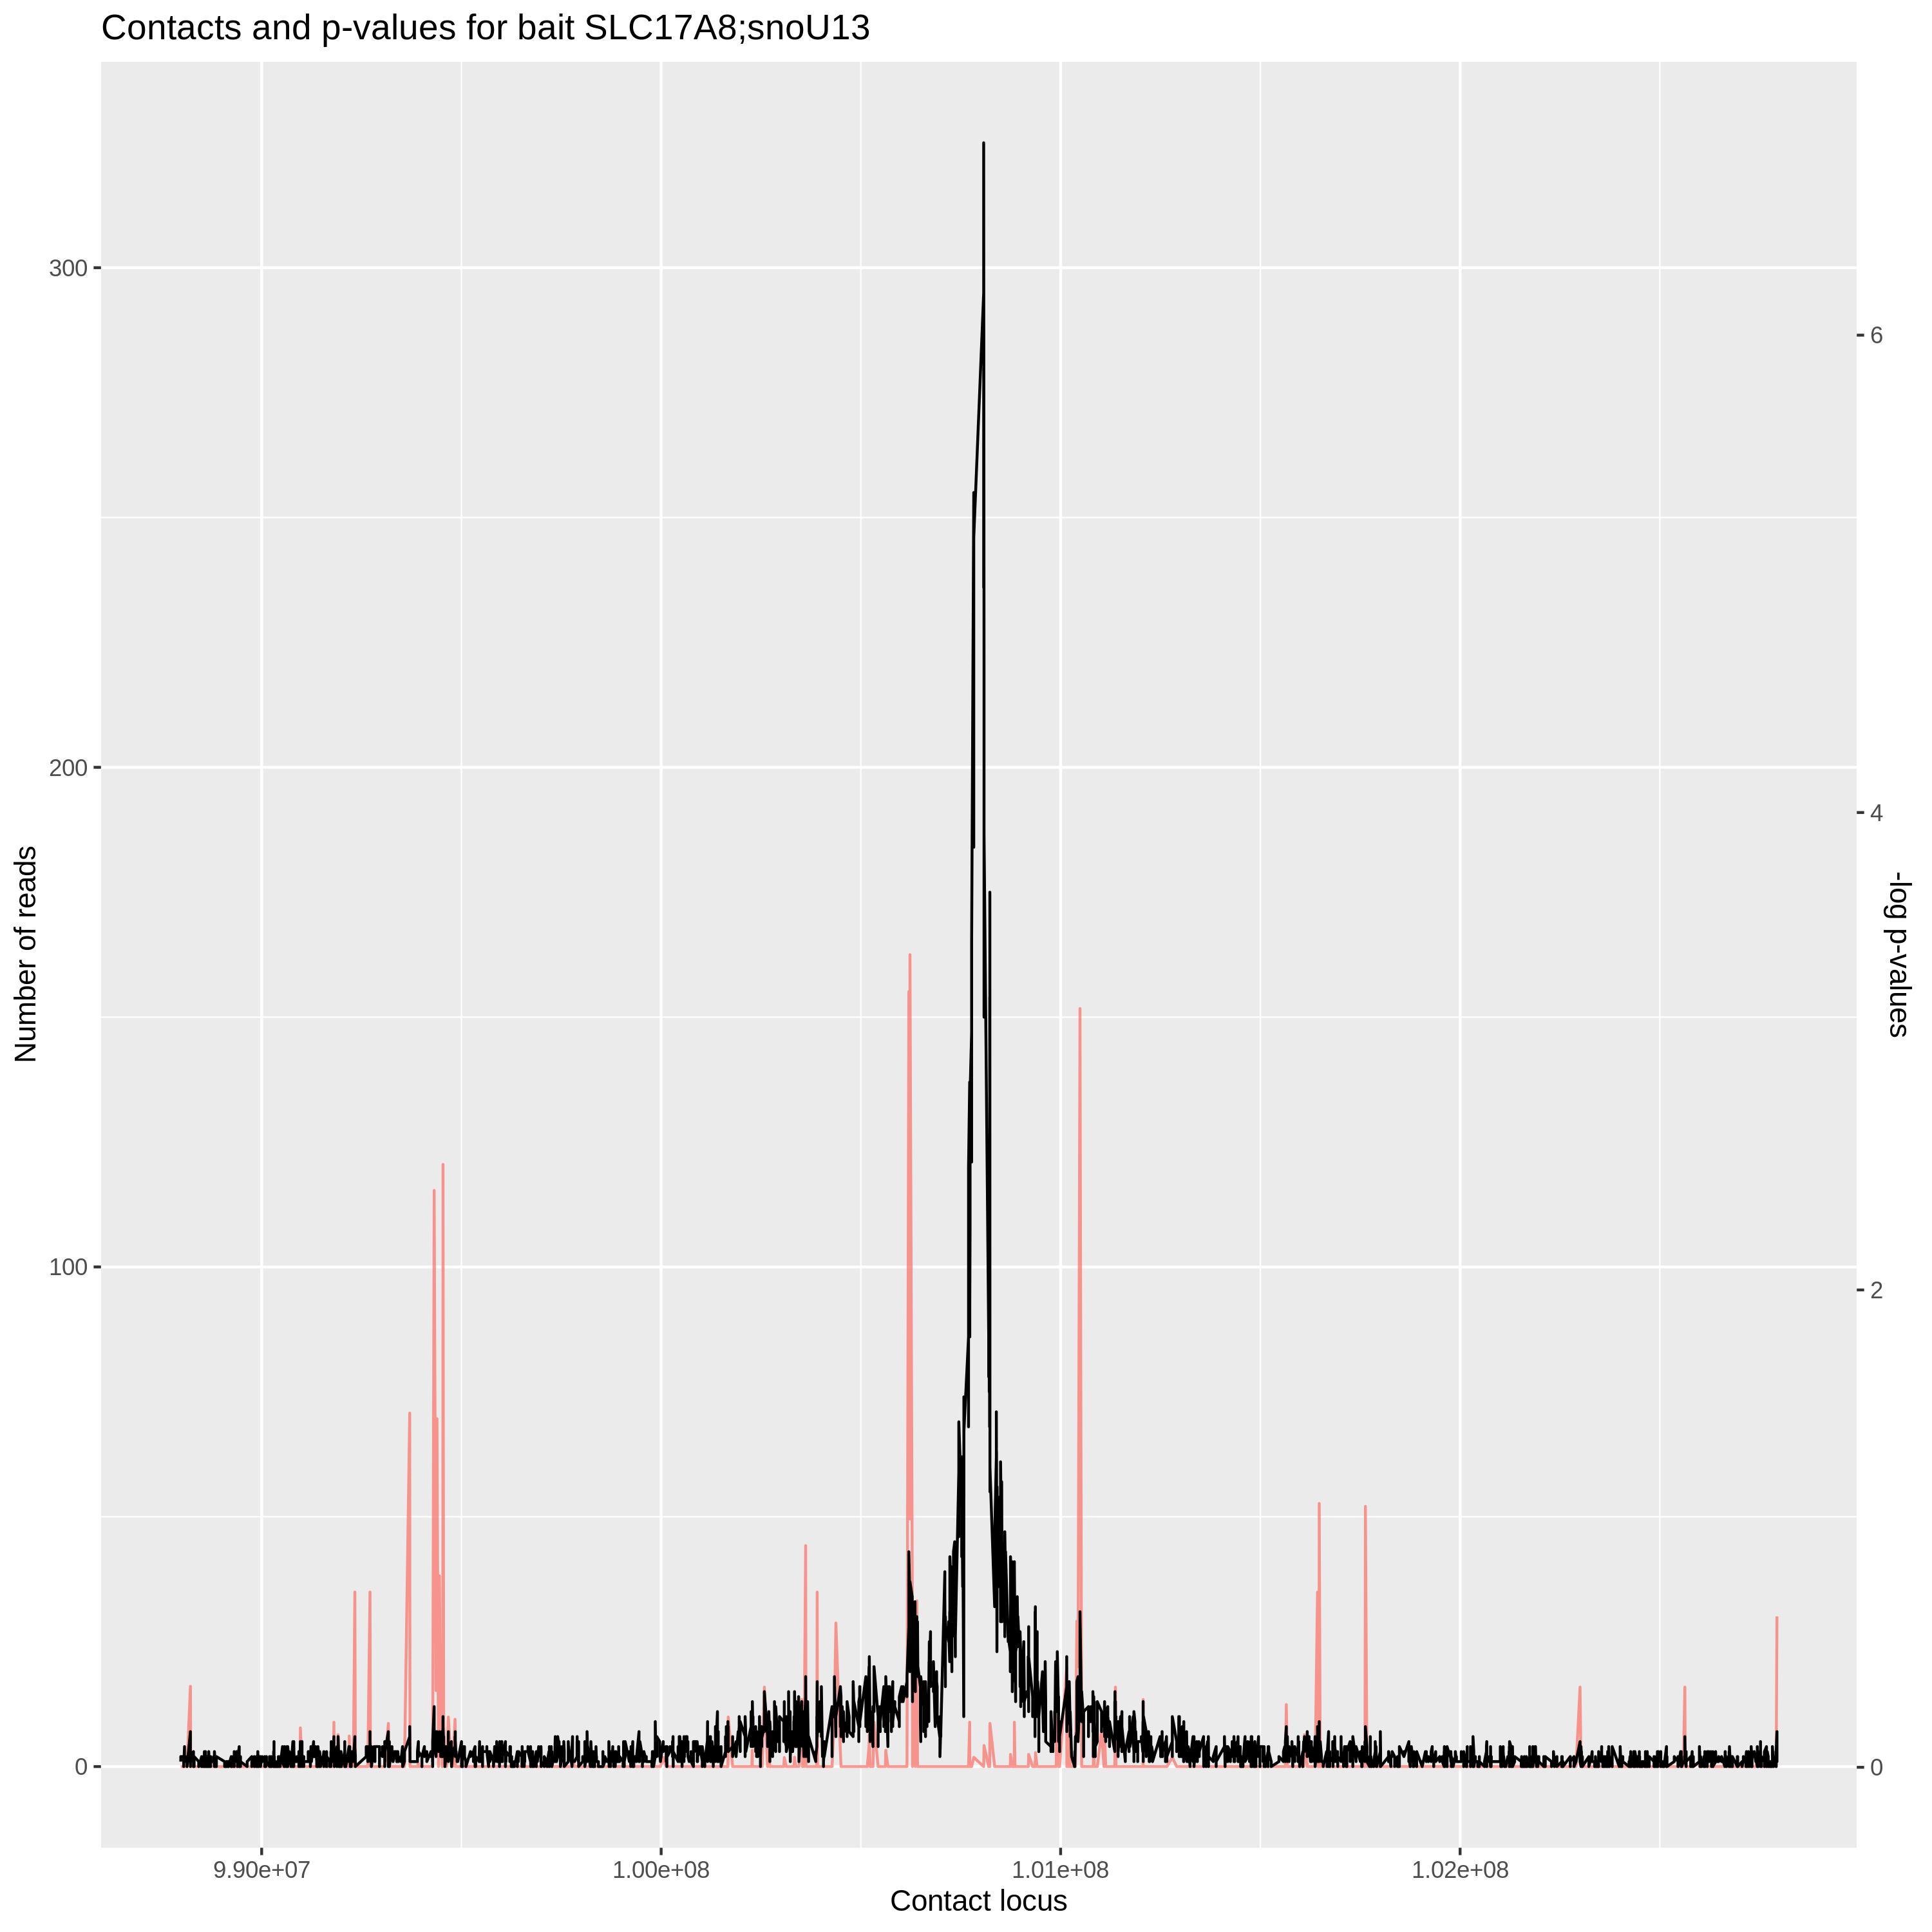 Contacts and p-values for bait SLC17A8;snoU13
300
200
100
0
Number of reads
6
4
2
0
-log p-values
9.90e+07
1.00e+08
1.01e+08
1.02e+08
Contact locus